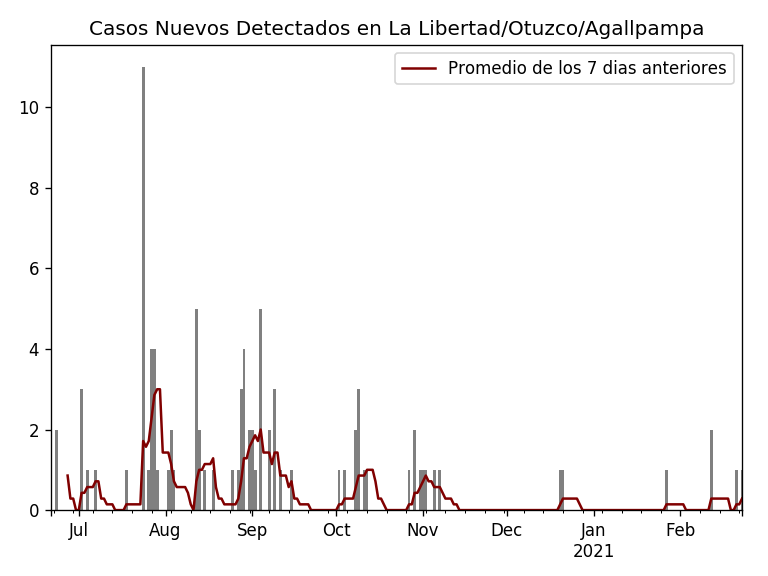 Casos Nuevos Detectados en La Libertad/Otuzco/Agallpampa
Promedio de los 7 dias anteriores
10
8
6
4
2
0
Jul Aug Sep Oct Nov Dec Jan Feb
2021